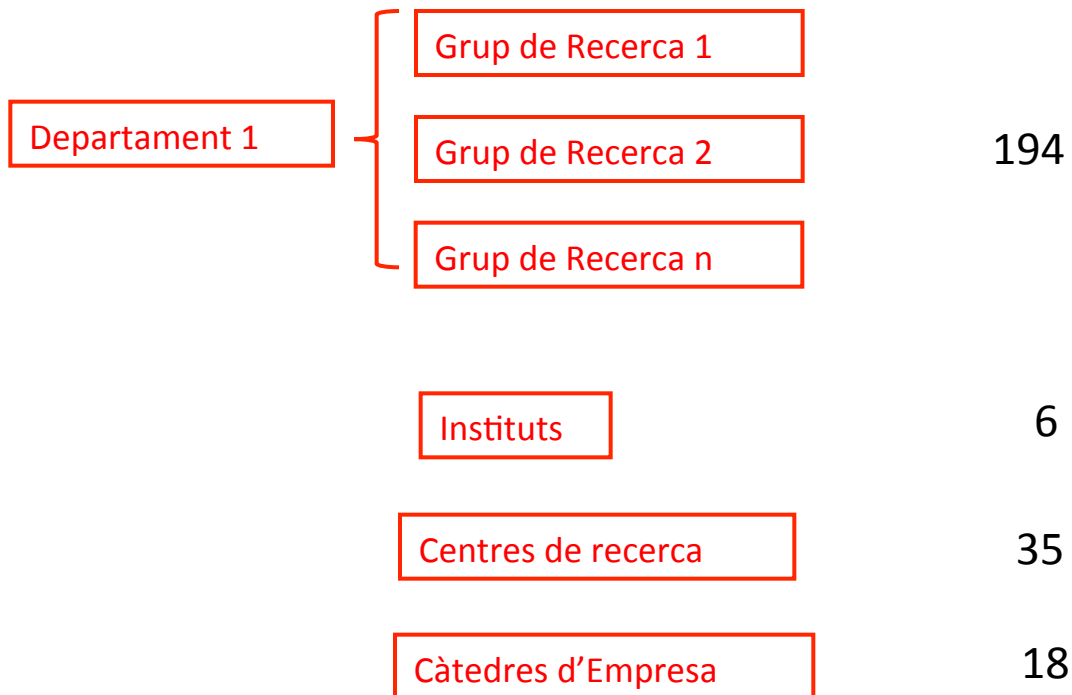 Grup de Recerca 1
Departament 1
Grup de Recerca 2
194
Grup de Recerca n
Instituts
6
Centres de recerca
35
Càtedres d’Empresa
18